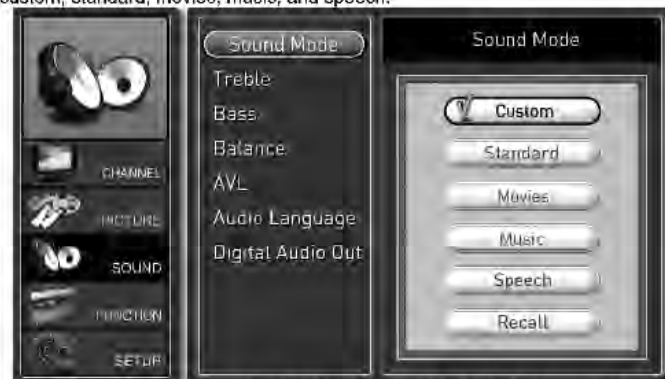 custom, standard, movies, music, and speech.
CHANNEL
PICTURE
SOUND
FUNCTION
SETUP
Sound Mode
Treble
Bass
Balance
AVL
Audio Language
Digital Audio Out
Sound Mode
Custom
Standard
Movies
Music
Speech
Recall